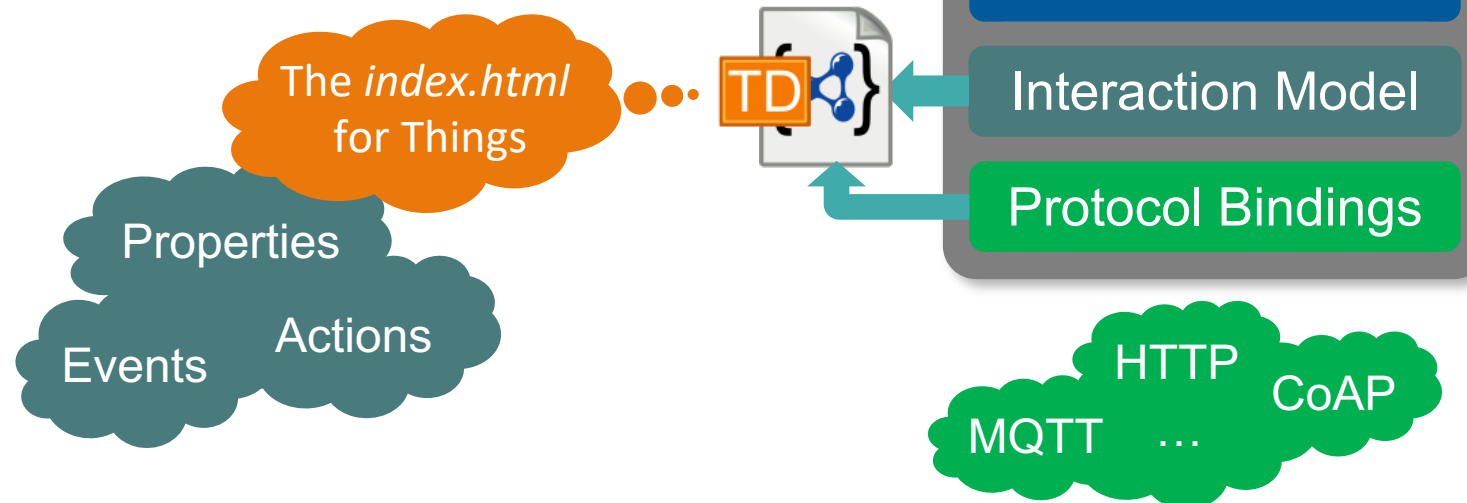 The index.html
for Things
TD
{ }
Interaction Model
Protocol Bindings
Properties
Actions
Events
HTTP
CoAP
MQTT
…